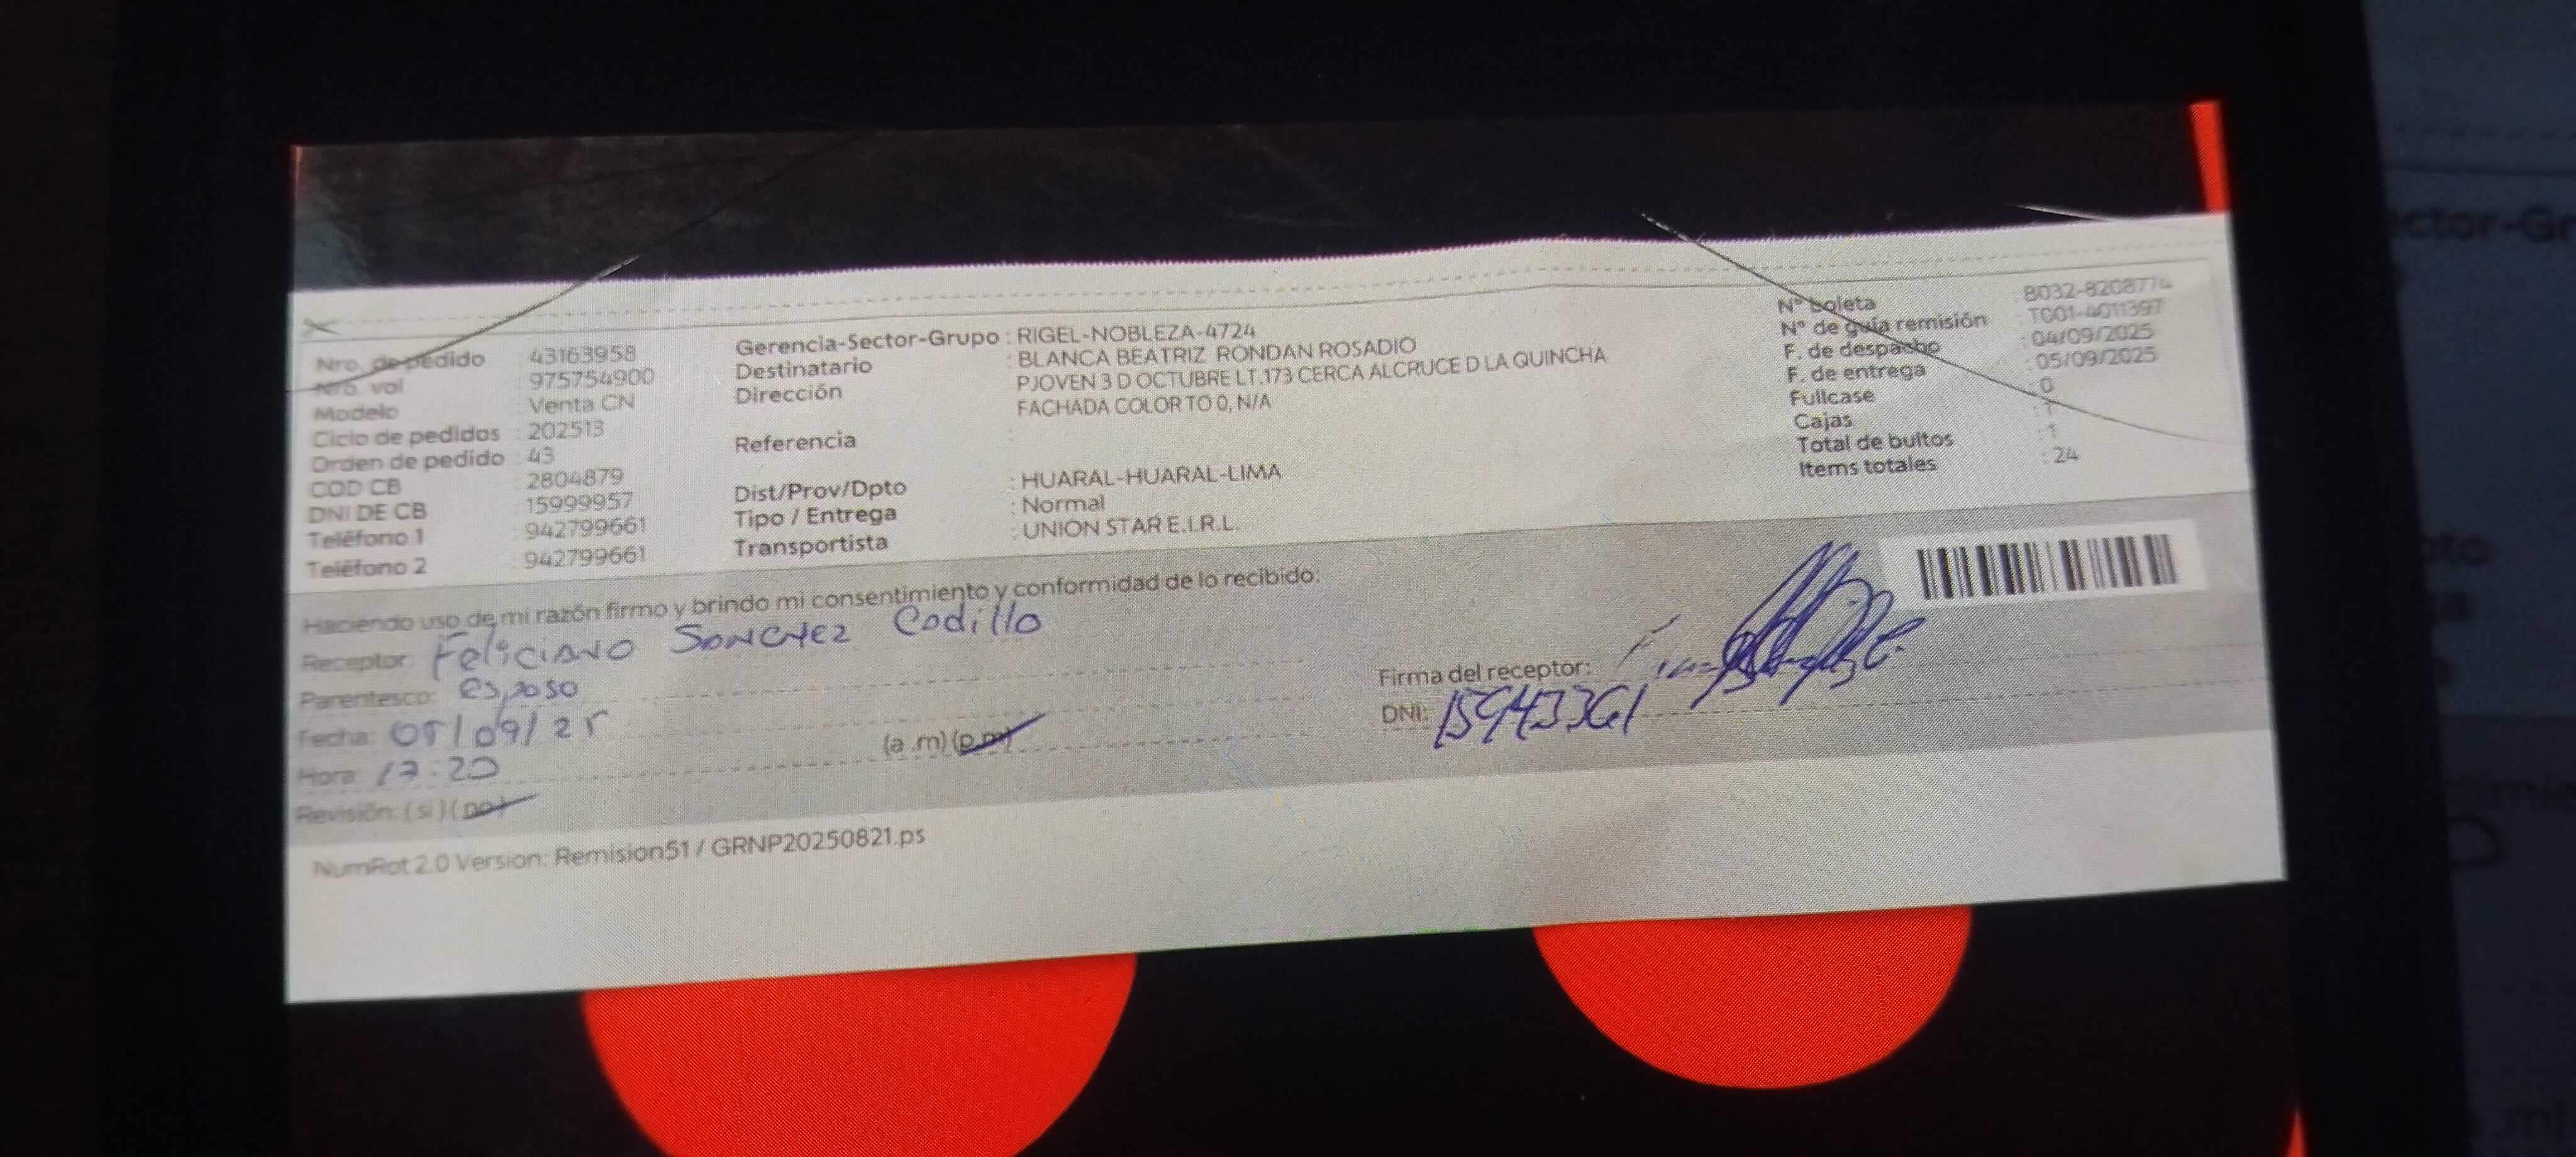 Nro. de pedido : 43163958
Nro. vol : 975754900
Modelo : Venta CN
Ciclo de pedidos : 202513
Orden de pedido : 43
COD CB : 2804879
DNI DE CB : 15999957
Teléfono 1 : 942799661
Teléfono 2 : 942799661
Gerencia-Sector-Grupo : RIGEL-NOBLEZA-4724
Destinatario : BLANCA BEATRIZ RONDAN ROSADIO
Dirección : PJOVEN 3 D OCTUBRE LT.173 CERCA ALCRUCE D LA QUINCHA
FACHADA COLOR TO 0, N/A
Referencia :
Dist/Prov/Dpto : HUARAL-HUARAL-LIMA
Tipo / Entrega : Normal
Transportista : UNION STAR E.I.R.L.
N° boleta
N° de guía remisión : T001-4011397
F. de despacho : 04/09/2025
F. de entrega : 05/09/2025
Fullcase : 0
Cajas : 1
Total de bultos : 1
Items totales : 24
Haciendo uso de mi razón firmo y brindo mi consentimiento y conformidad de lo recibido:
Receptor: Feliciano Sanchez Codillo
Parentesco: esposo
Fecha: 05/09/25
Hora: 17:20 (a .m) (p.m)
Revisión: (si) (no)
Firma del receptor:
DNI: 15943361
NumRot 2.0 Version: Remision51 / GRNP20250821.ps